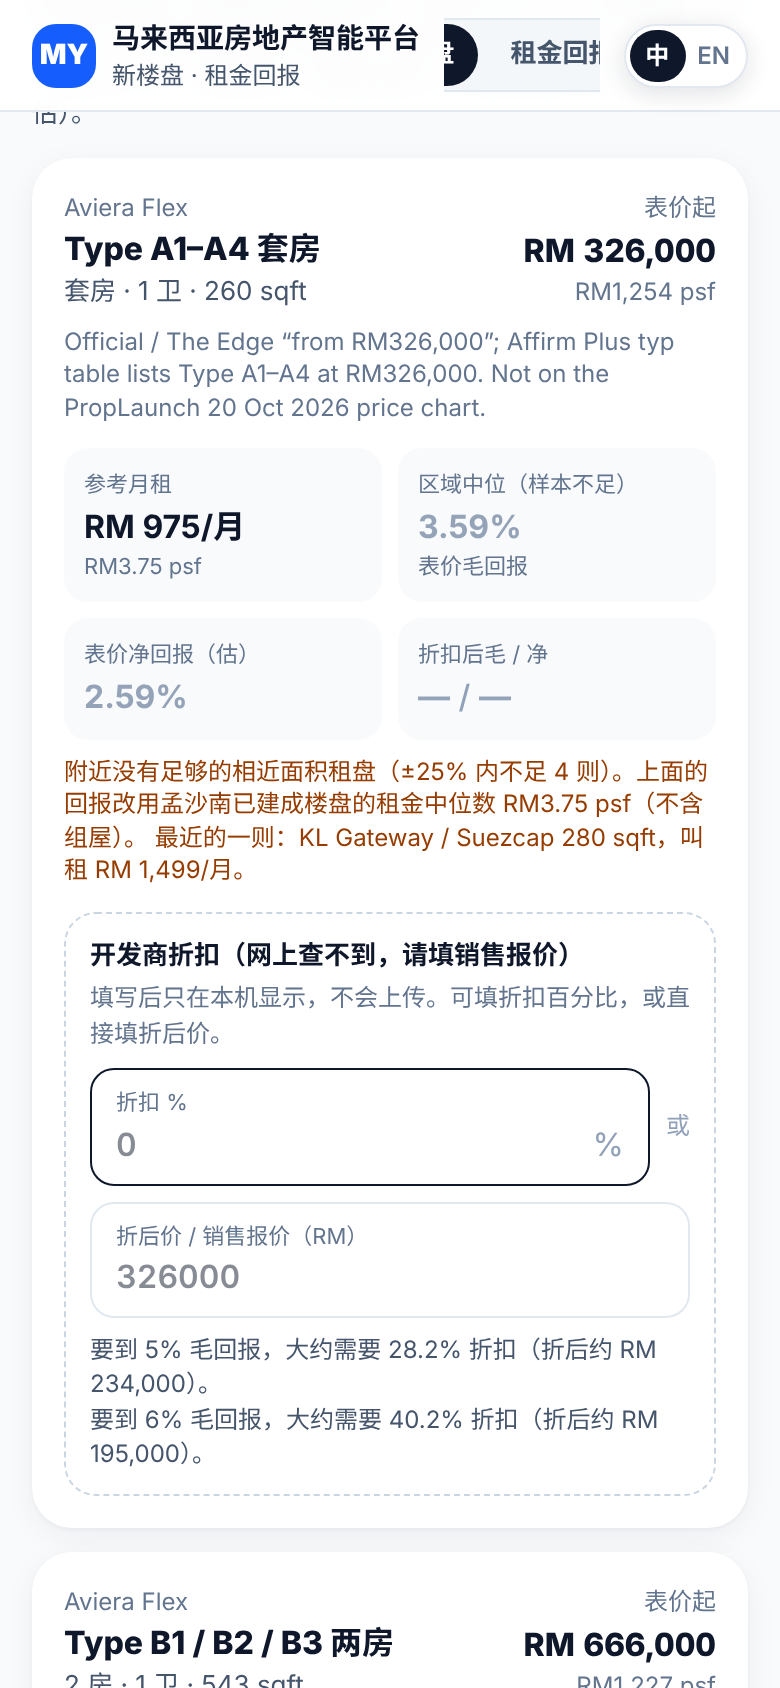 MY
马来西亚房地产智能平台
新楼盘 · 租金回报
盘
租金回报
中
EN
估）。
Aviera Flex
表价起
Type A1–A4 套房
RM 326,000
套房 · 1 卫 · 260 sqft
RM1,254 psf
Official / The Edge “from RM326,000”; Affirm Plus typ
table lists Type A1–A4 at RM326,000. Not on the
PropLaunch 20 Oct 2026 price chart.
参考月租
区域中位（样本不足）
RM 975/月
3.59%
RM3.75 psf
表价毛回报
表价净回报（估）
折扣后毛 / 净
2.59%
— / —
附近没有足够的相近面积租盘（±25% 内不足 4 则）。上面的
回报改用孟沙南已建成楼盘的租金中位数 RM3.75 psf（不含
组屋）。 最近的一则：KL Gateway / Suezcap 280 sqft，叫
租 RM 1,499/月。
开发商折扣（网上查不到，请填销售报价）
填写后只在本机显示，不会上传。可填折扣百分比，或直
接填折后价。
折扣 %
0
%
或
折后价 / 销售报价（RM）
326000
要到 5% 毛回报，大约需要 28.2% 折扣（折后约 RM
234,000）。
要到 6% 毛回报，大约需要 40.2% 折扣（折后约 RM
195,000）。
Aviera Flex
表价起
Type B1 / B2 / B3 两房
RM 666,000
2 房 · 1 卫 · 543 sqft
RM1,227 psf